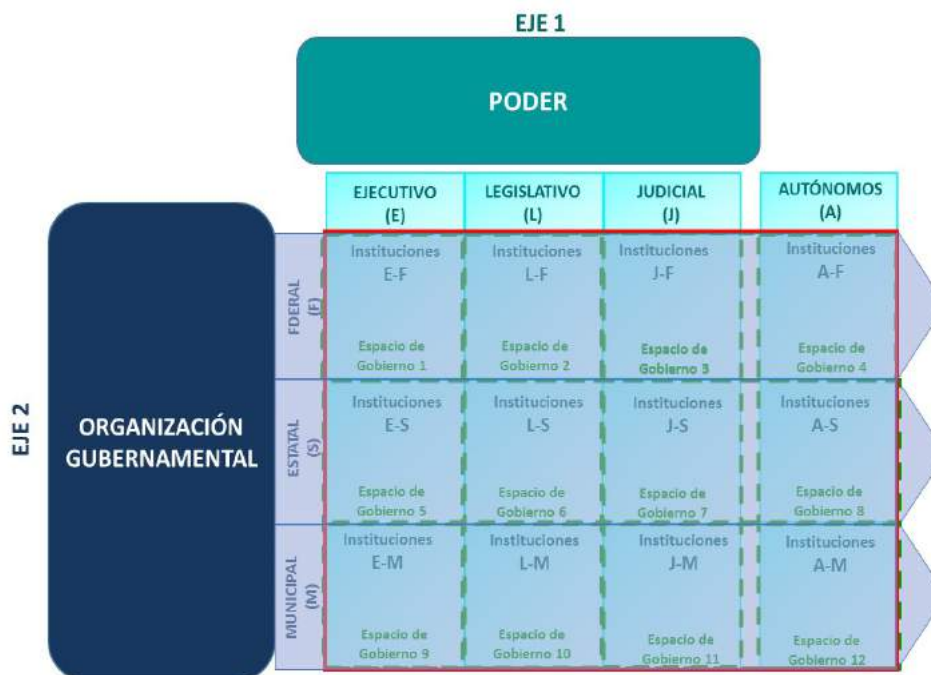 EJE 1
PODER
EJECUTIVO
(E)
LEGISLATIVO
(L)
JUDICIAL
(J)
AUTÓNOMOS
(A)
EJE 2
ORGANIZACIÓN
GUBERNAMENTAL
FDERAL
(F)
Instituciones
E-F
Espacio de
Gobierno 1
Instituciones
L-F
Espacio de
Gobierno 2
Instituciones
J-F
Espacio de
Gobierno 3
Instituciones
A-F
Espacio de
Gobierno 4
ESTATAL
(S)
Instituciones
E-S
Espacio de
Gobierno 5
Instituciones
L-S
Espacio de
Gobierno 6
Instituciones
J-S
Espacio de
Gobierno 7
Instituciones
A-S
Espacio de
Gobierno 8
MUNICIPAL
(M)
Instituciones
E-M
Espacio de
Gobierno 9
Instituciones
L-M
Espacio de
Gobierno 10
Instituciones
J-M
Espacio de
Gobierno 11
Instituciones
A-M
Espacio de
Gobierno 12